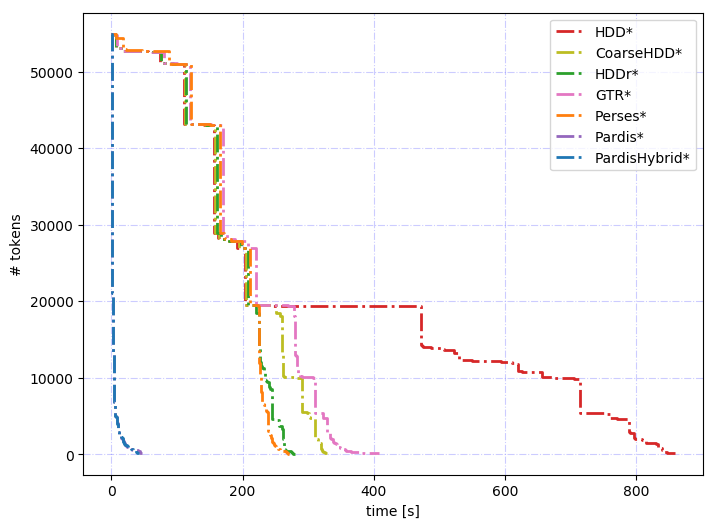 HDD*
CoarseHDD*
HDDr*
GTR*
Perses*
Pardis*
PardisHybrid*
# tokens
50000
40000
30000
20000
10000
0
0 200 400 600 800
time [s]